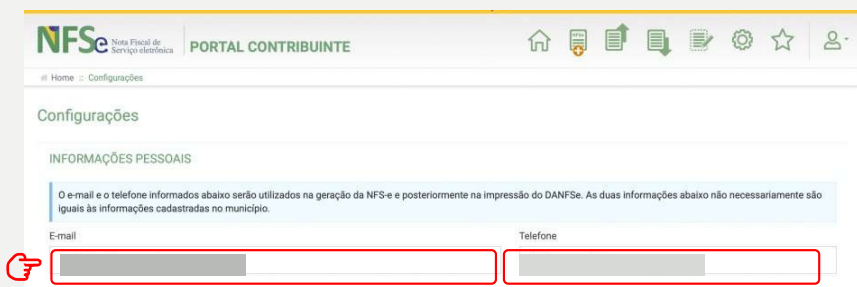 NFSe Nota Fiscal de
Serviço eletrônica
PORTAL CONTRIBUINTE
Home :: Configurações
Configurações
INFORMAÇÕES PESSOAIS
O e-mail e o telefone informados abaixo serão utilizados na geração da NFS-e e posteriormente na impressão do DANFSe. As duas informações abaixo não necessariamente são
iguais às informações cadastradas no município.
E-mail
Telefone